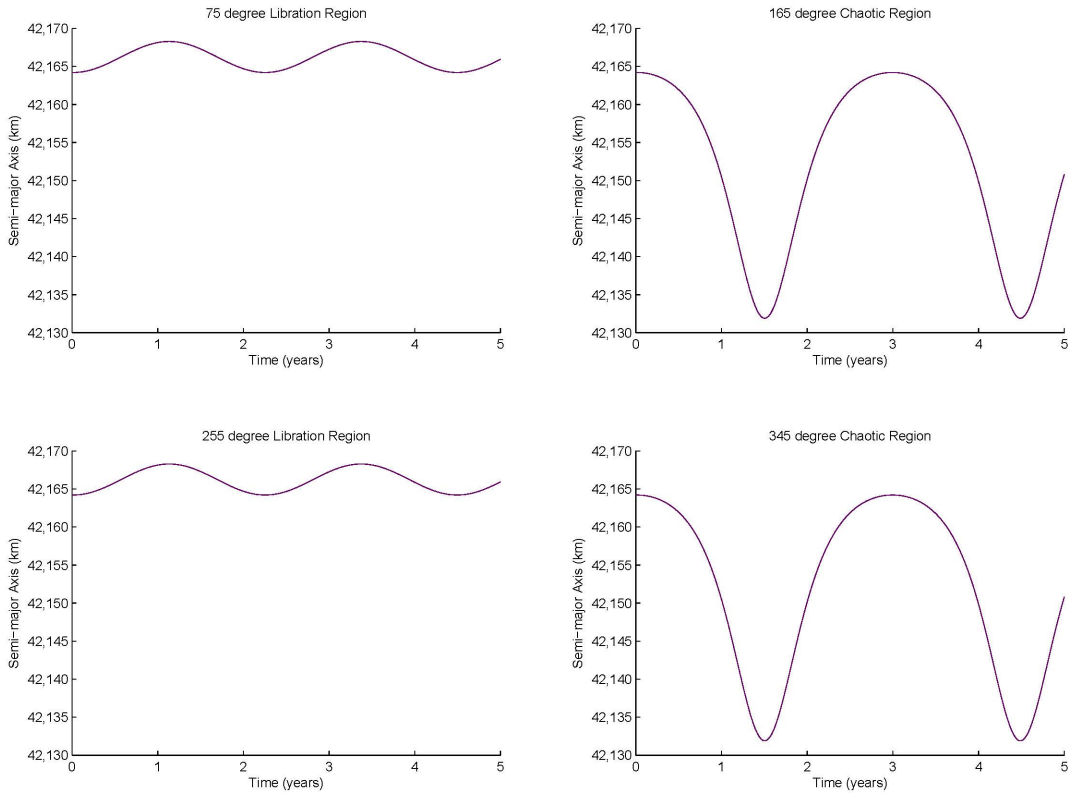 75 degree Libration Region
42,170
42,165
42,160
42,155
42,150
42,145
42,140
42,135
42,130
Semi-major Axis (km)
0 1 2 3 4 5
Time (years)
165 degree Chaotic Region
42,170
42,165
42,160
42,155
42,150
42,145
42,140
42,135
42,130
Semi-major Axis (km)
0 1 2 3 4 5
Time (years)
255 degree Libration Region
42,170
42,165
42,160
42,155
42,150
42,145
42,140
42,135
42,130
Semi-major Axis (km)
0 1 2 3 4 5
Time (years)
345 degree Chaotic Region
42,170
42,165
42,160
42,155
42,150
42,145
42,140
42,135
42,130
Semi-major Axis (km)
0 1 2 3 4 5
Time (years)